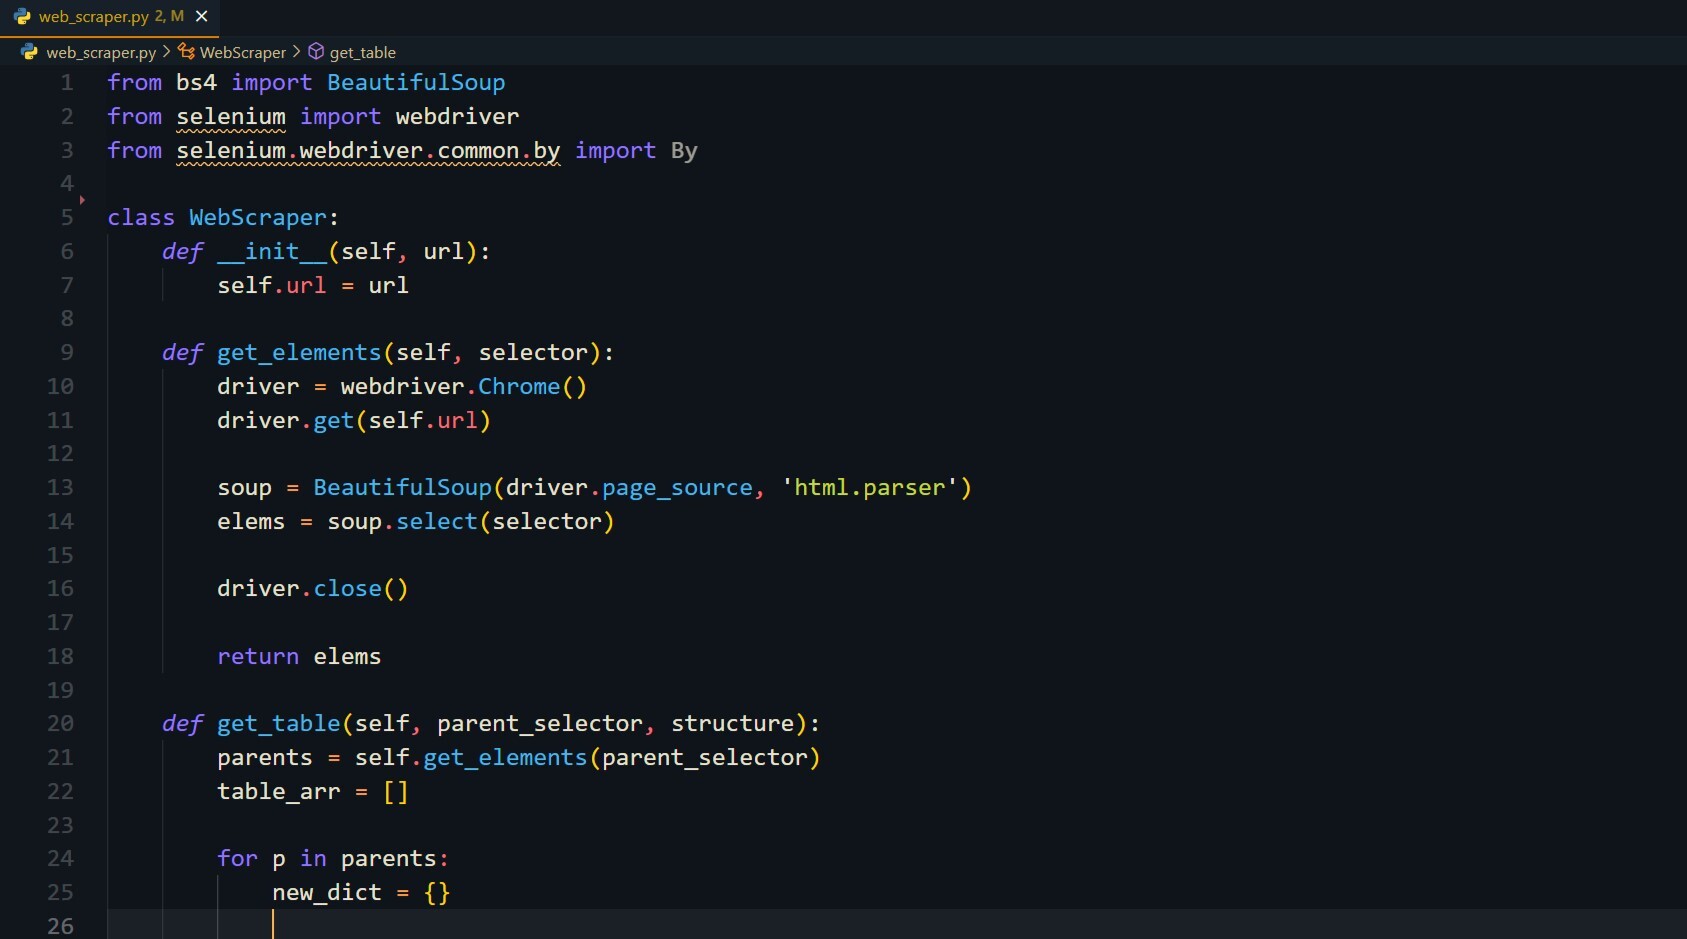 web_scraper.py 2, M ×
web_scraper.py > WebScraper > get_table
1 from bs4 import BeautifulSoup
2 from selenium import webdriver
3 from selenium.webdriver.common.by import By
4
5 class WebScraper:
6     def __init__(self, url):
7         self.url = url
8
9     def get_elements(self, selector):
10         driver = webdriver.Chrome()
11         driver.get(self.url)
12
13         soup = BeautifulSoup(driver.page_source, 'html.parser')
14         elems = soup.select(selector)
15
16         driver.close()
17
18         return elems
19
20     def get_table(self, parent_selector, structure):
21         parents = self.get_elements(parent_selector)
22         table_arr = []
23
24         for p in parents:
25             new_dict = {}
26